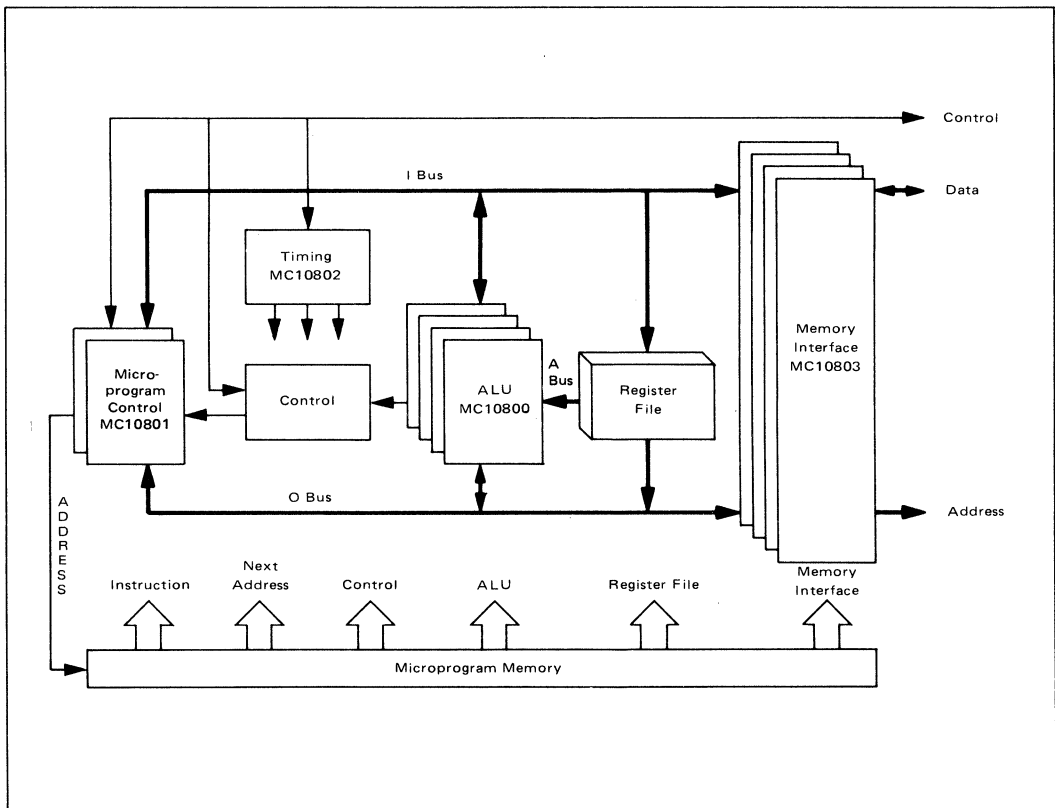 Control
I Bus
Data
Timing
MC10802
Micro-
program
Control
MC10801
Control
ALU
MC10800
A
Bus
Register
File
Memory
Interface
MC10803
O Bus
Address
ADDRESS
Instruction
Next
Address
Control
ALU
Register File
Memory
Interface
Microprogram Memory